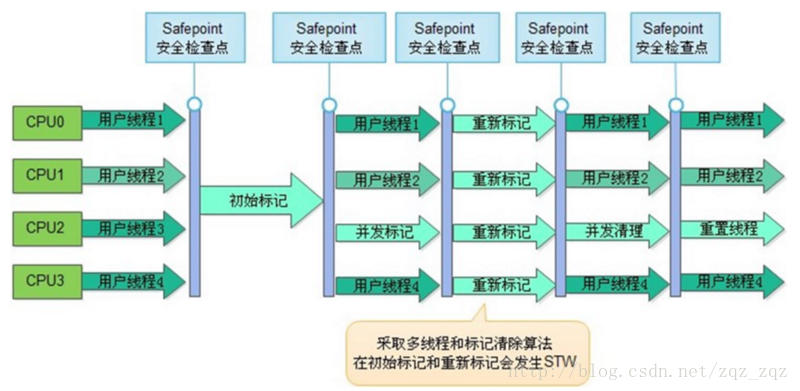 Safepoint
安全检查点
Safepoint
安全检查点
Safepoint
安全检查点
Safepoint
安全检查点
Safepoint
安全检查点
CPU0
用户线程1
用户线程1
重新标记
用户线程1
用户线程1
CPU1
用户线程2
用户线程2
重新标记
用户线程2
用户线程2
初始标记
CPU2
用户线程3
并发标记
重新标记
并发清理
重置线程
CPU3
用户线程4
用户线程4
重新标记
用户线程4
用户线程4
采取多线程和标记清除算法
在初始标记和重新标记会发生STW
http://blog.csdn.net/zqz_zqz